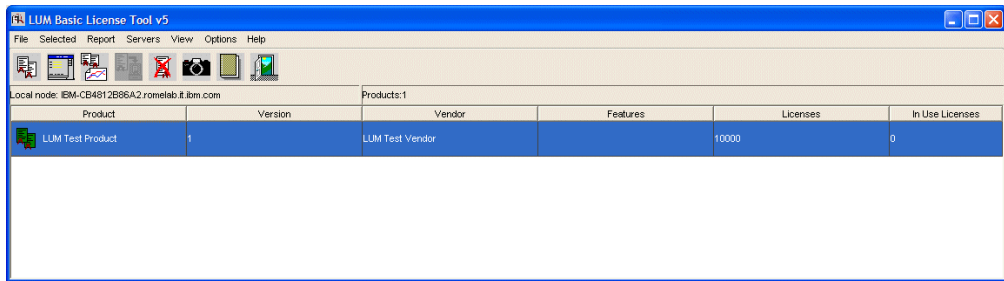 LUM Basic License Tool v5
File Selected Report Servers View Options Help
Local node: IBM-CB4812B86A2.romelab.it.ibm.com Products:1
Product Version Vendor Features Licenses In Use Licenses
LUM Test Product 1 LUM Test Vendor 10000 0